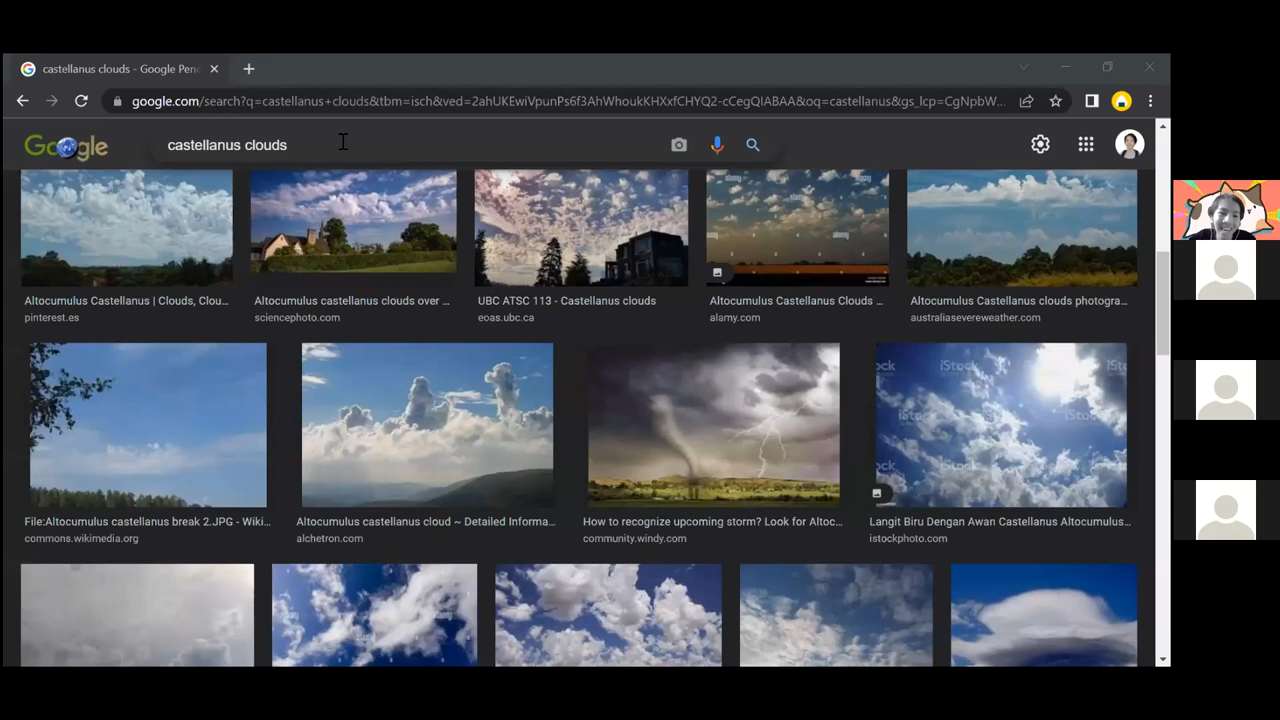 castellanus clouds - Google Pene
google.com/search?q=castellanus+clouds&tbm=isch&ved=2ahUKEwiVpunPs6f3AhWhoukKHXxfCHYQ2-cCegQIABAA&oq=castellanus&gs_lcp=CgNpbW...
Google
castellanus clouds
Altocumulus Castellanus | Clouds, Clou...
pinterest.es
Altocumulus castellanus clouds over ...
sciencephoto.com
UBC ATSC 113 - Castellanus clouds
eoas.ubc.ca
Altocumulus Castellanus Clouds ...
alamy.com
Altocumulus Castellanus clouds photogra...
australiasevereweather.com
File:Altocumulus castellanus break 2.JPG - Wiki...
commons.wikimedia.org
Altocumulus castellanus cloud ~ Detailed Informa...
alchetron.com
How to recognize upcoming storm? Look for Altoc...
community.windy.com
iStock
Langit Biru Dengan Awan Castellanus Altocumulus...
istockphoto.com